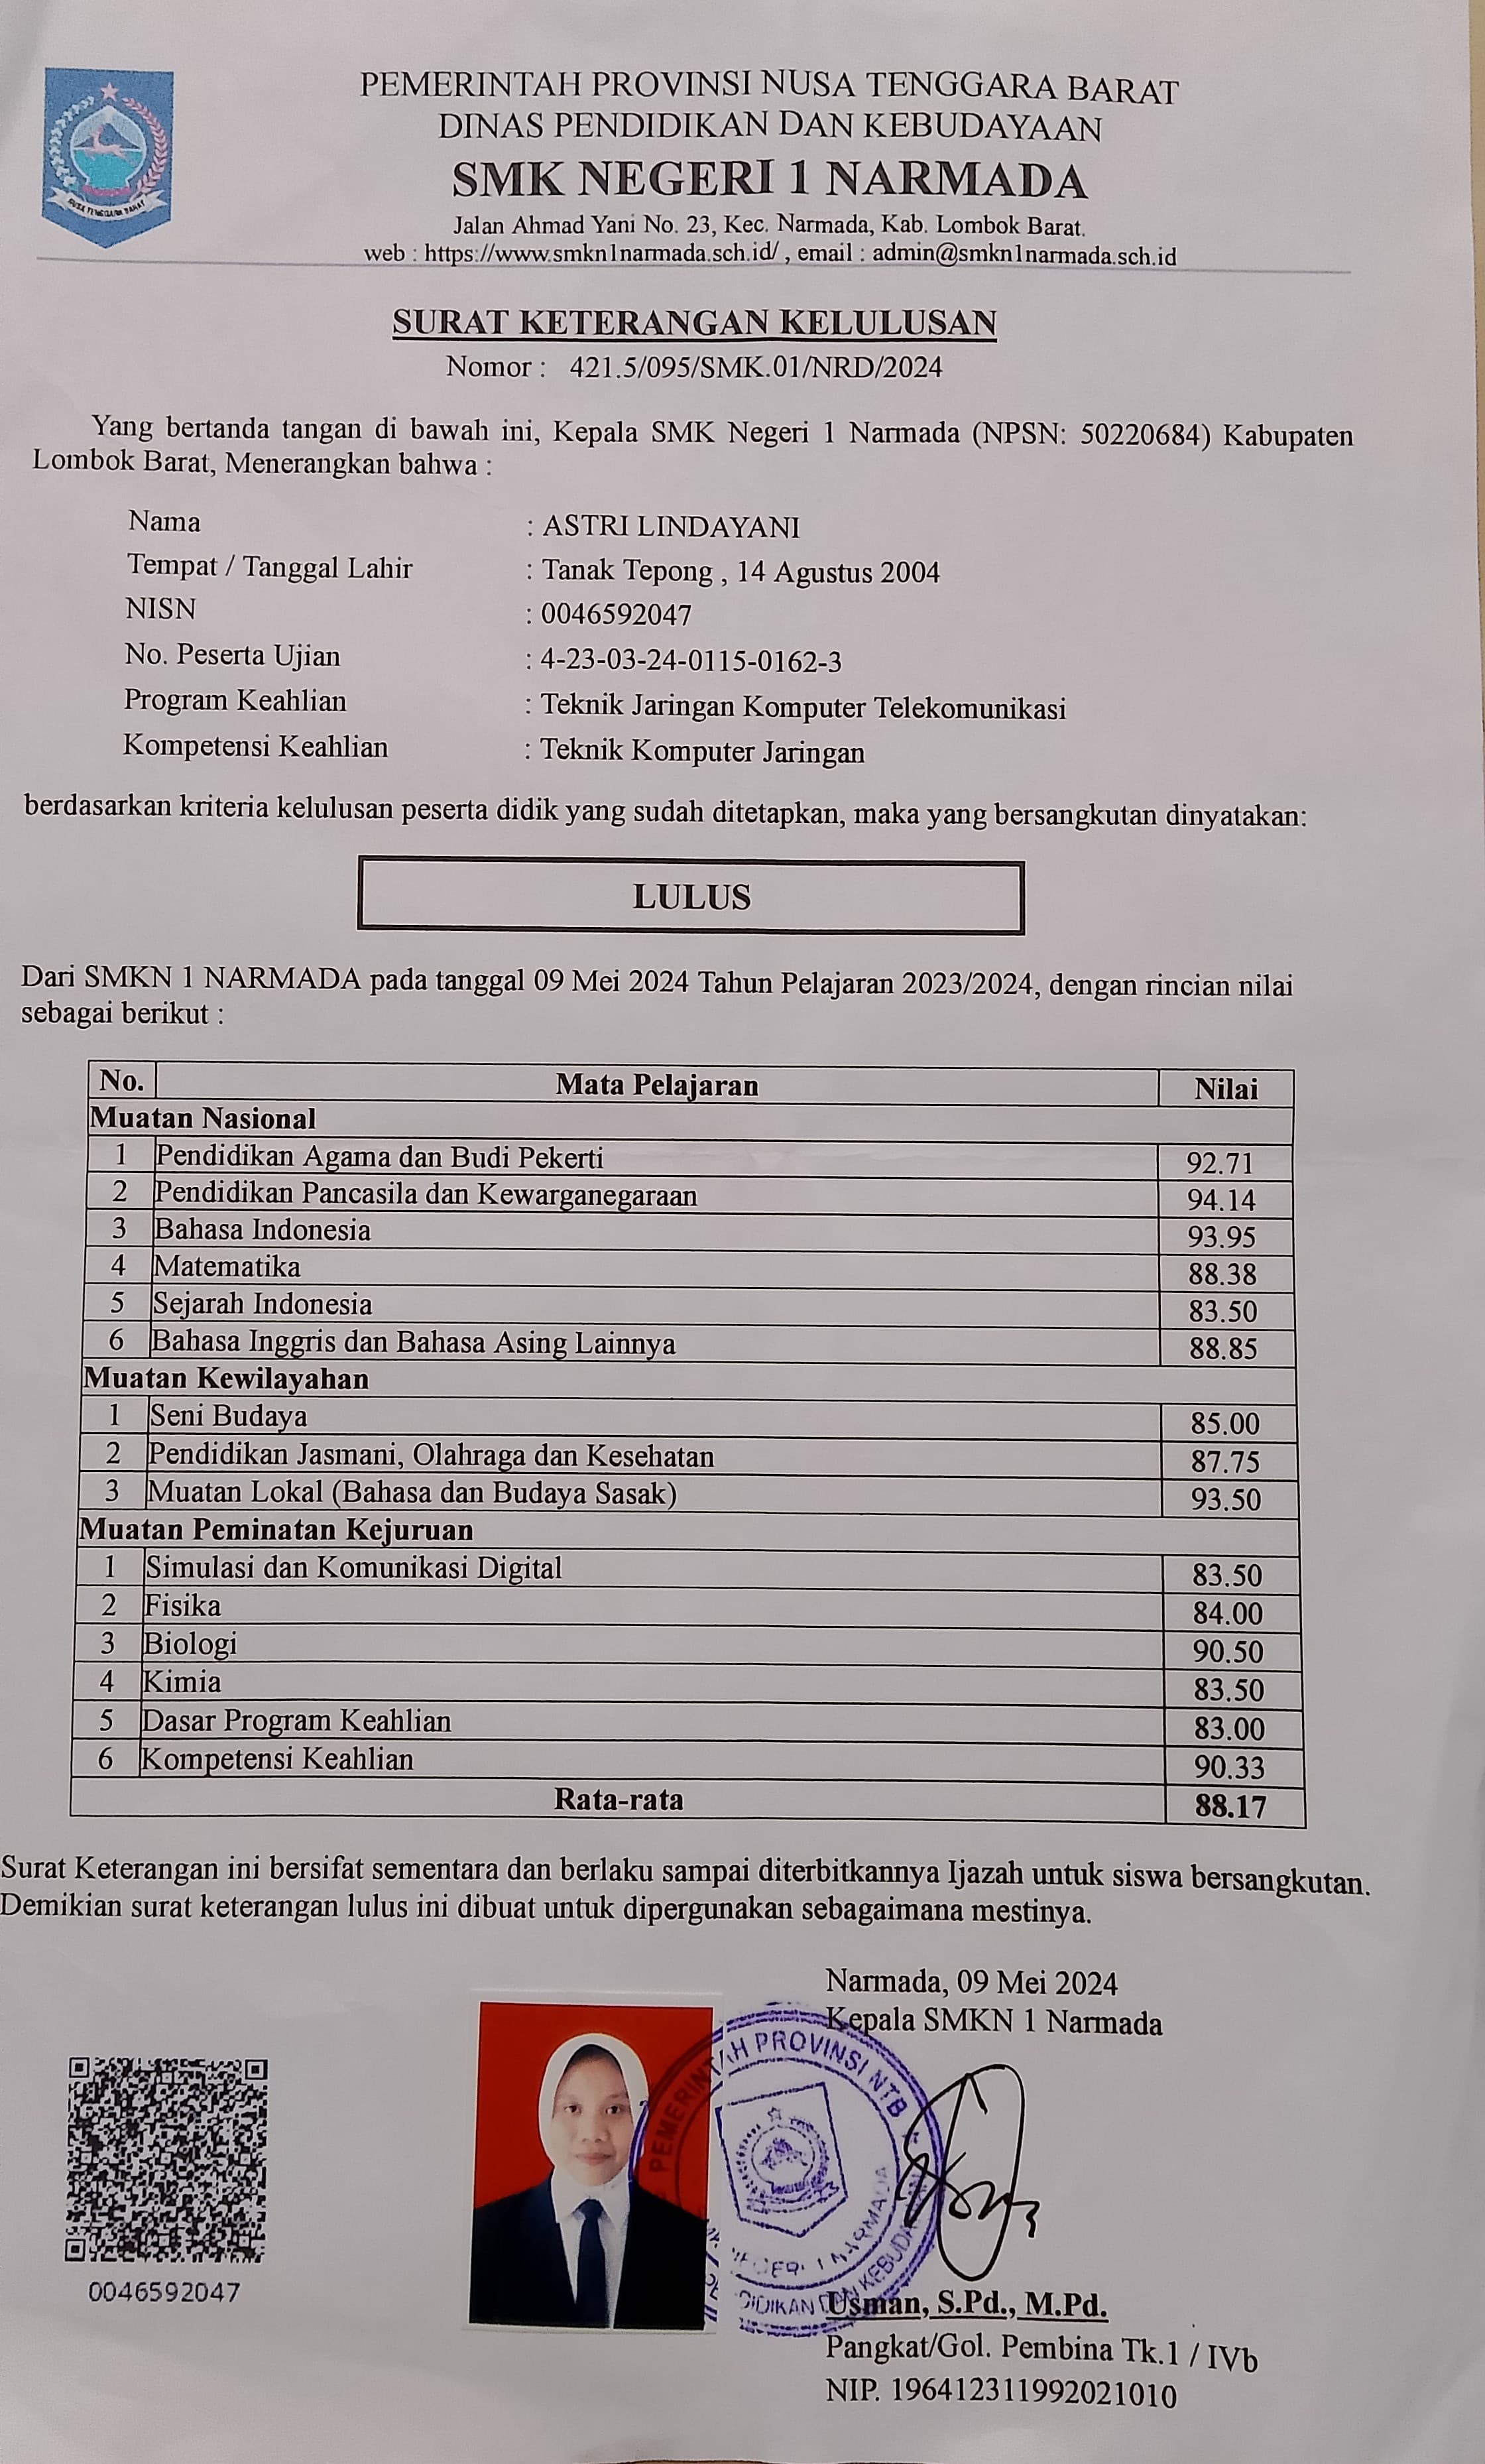 NUSA TENGGARA BARAT
PEMERINTAH PROVINSI NUSA TENGGARA BARAT
DINAS PENDIDIKAN DAN KEBUDAYAAN
SMK NEGERI 1 NARMADA
Jalan Ahmad Yani No. 23, Kec. Narmada, Kab. Lombok Barat.
web : https://www.smkn1narmada.sch.id/ , email : admin@smkn1narmada.sch.id
SURAT KETERANGAN KELULUSAN
Nomor : 421.5/095/SMK.01/NRD/2024
Yang bertanda tangan di bawah ini, Kepala SMK Negeri 1 Narmada (NPSN: 50220684) Kabupaten
Lombok Barat, Menerangkan bahwa :
Nama : ASTRI LINDAYANI
Tempat / Tanggal Lahir : Tanak Tepong , 14 Agustus 2004
NISN : 0046592047
No. Peserta Ujian : 4-23-03-24-0115-0162-3
Program Keahlian : Teknik Jaringan Komputer Telekomunikasi
Kompetensi Keahlian : Teknik Komputer Jaringan
berdasarkan kriteria kelulusan peserta didik yang sudah ditetapkan, maka yang bersangkutan dinyatakan:
LULUS
Dari SMKN 1 NARMADA pada tanggal 09 Mei 2024 Tahun Pelajaran 2023/2024, dengan rincian nilai
sebagai berikut :
No. Mata Pelajaran Nilai
Muatan Nasional
1 Pendidikan Agama dan Budi Pekerti 92.71
2 Pendidikan Pancasila dan Kewarganegaraan 94.14
3 Bahasa Indonesia 93.95
4 Matematika 88.38
5 Sejarah Indonesia 83.50
6 Bahasa Inggris dan Bahasa Asing Lainnya 88.85
Muatan Kewilayahan
1 Seni Budaya 85.00
2 Pendidikan Jasmani, Olahraga dan Kesehatan 87.75
3 Muatan Lokal (Bahasa dan Budaya Sasak) 93.50
Muatan Peminatan Kejuruan
1 Simulasi dan Komunikasi Digital 83.50
2 Fisika 84.00
3 Biologi 90.50
4 Kimia 83.50
5 Dasar Program Keahlian 83.00
6 Kompetensi Keahlian 90.33
Rata-rata 88.17
Surat Keterangan ini bersifat sementara dan berlaku sampai diterbitkannya Ijazah untuk siswa bersangkutan.
Demikian surat keterangan lulus ini dibuat untuk dipergunakan sebagaimana mestinya.
Narmada, 09 Mei 2024
Kepala SMKN 1 Narmada
PEMERINTAH PROVINSI NTB
NEGERI 1 NARMADA
0046592047
Usman, S.Pd., M.Pd.
Pangkat/Gol. Pembina Tk.1 / IVb
NIP. 196412311992021010